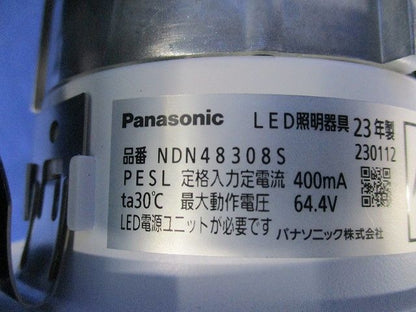 Panasonic LED照明器具 23年製
品番 NDN48308S 230112
PESL 定格入力定電流 400mA
ta30℃ 最大動作電圧 64.4V
LED電源ユニットが必要です パナソニック株式会社